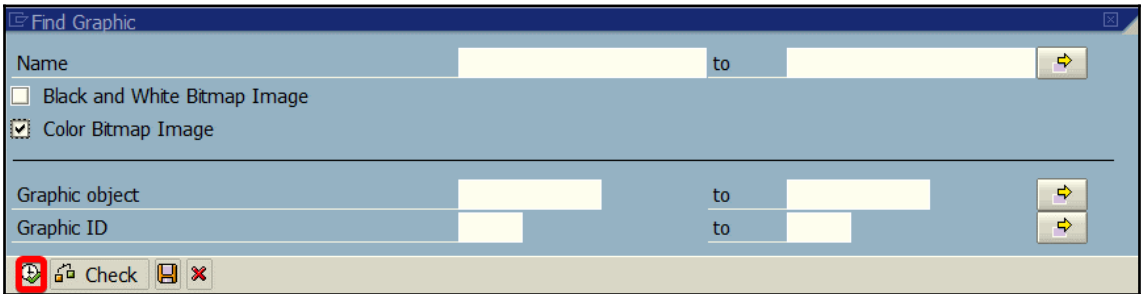 Find Graphic
Name to
Black and White Bitmap Image
Color Bitmap Image
Graphic object to
Graphic ID to
Check